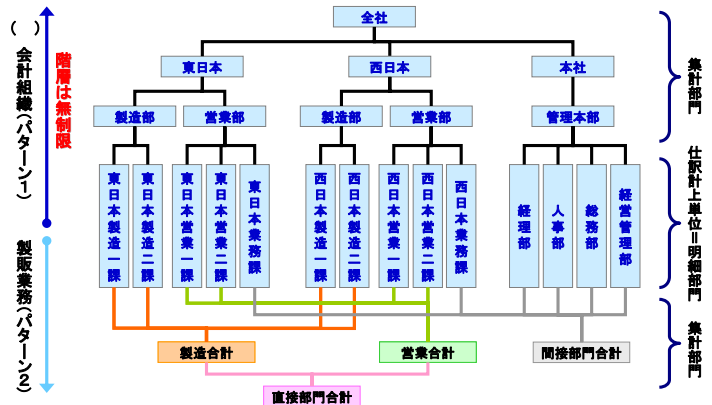 全社
東日本
西日本
本社
製造部
営業部
製造部
営業部
管理本部
東日本製造一課
東日本製造二課
東日本営業一課
東日本営業二課
東日本業務課
西日本製造一課
西日本製造二課
西日本営業一課
西日本営業二課
西日本業務課
経理部
人事部
総務部
経営管理部
製造合計
営業合計
間接部門合計
直接部門合計
( )
会計組織(パターン1)
階層は無制限
製販業務(パターン2)
集計部門
仕訳計上単位=明細部門
集計部門